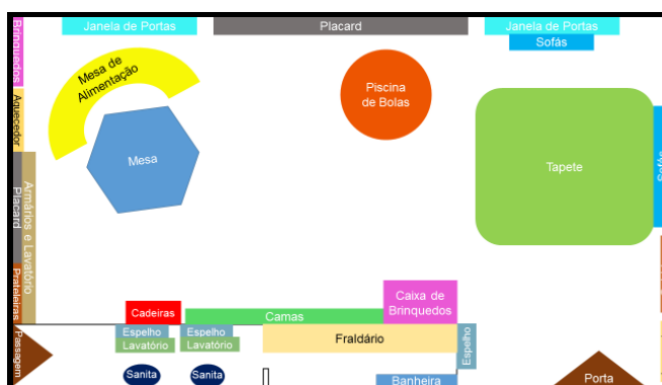 Janela de Portas
Placard
Janela de Portas
Sofás
Brinquedos
Mesa de
Alimentação
Piscina
de Bolas
Aquecedor
Mesa
Tapete
Sofás
Placard
Armários e Lavatório
Prateleiras
Caixa de
Brinquedos
Cadeiras
Camas
Passagem
Espelho
Lavatório
Espelho
Lavatório
Fraldário
Espelho
Sanita
Sanita
Banheira
Porta